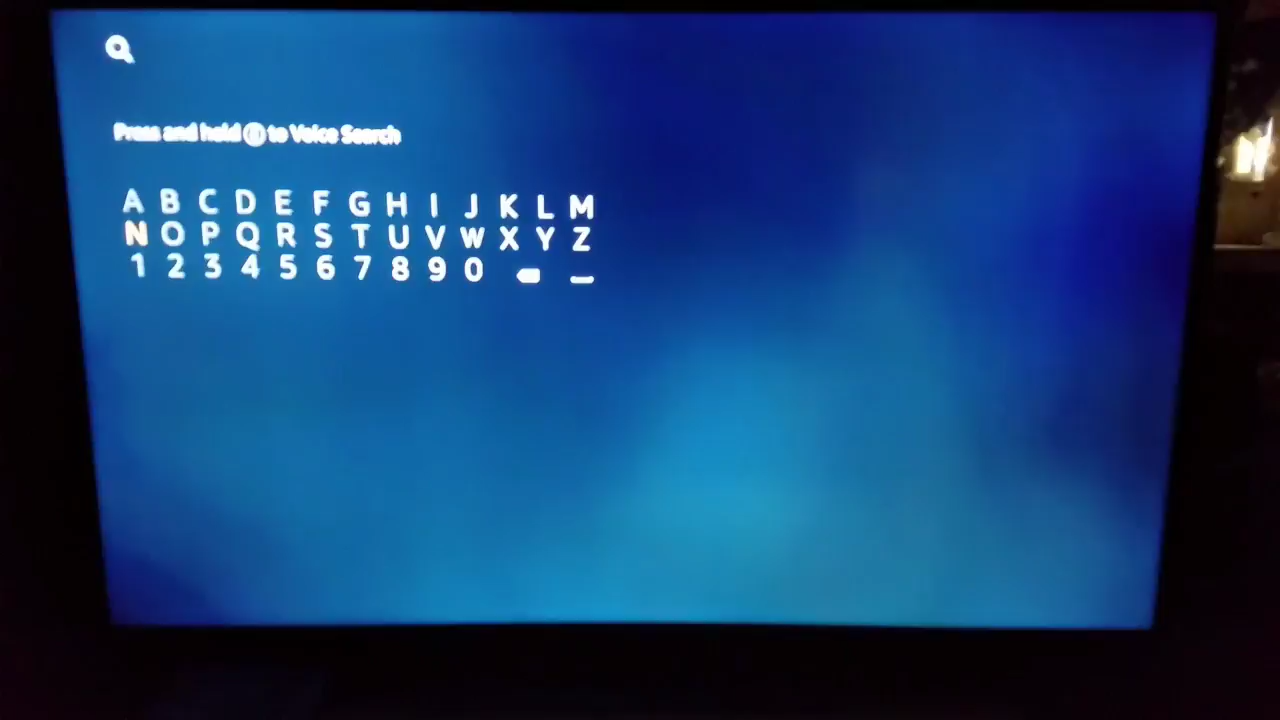 Press and hold to Voice Search
A B C D E F G H I J K L M
N O P Q R S T U V W X Y Z
1 2 3 4 5 6 7 8 9 0